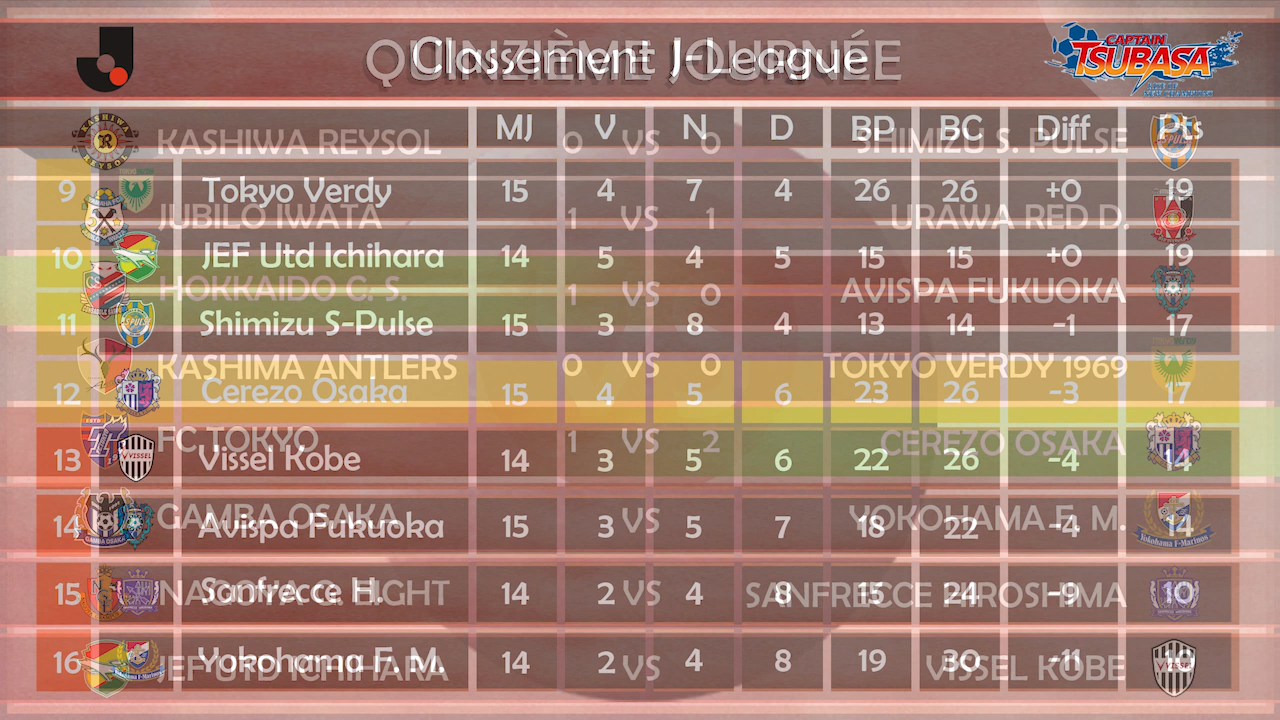 QUINZIÈME JOURNÉE
Classement J-League
CAPTAIN
TSUBASA
MJ V N D BP BC Diff Pts
KASHIWA REYSOL 0 VS 0 SHIMIZU S. PULSE
9 Tokyo Verdy 15 4 7 4 26 26 +0 19
JUBILO IWATA 1 VS 1 URAWA RED D.
10 JEF Utd Ichihara 14 5 4 5 15 15 +0 19
HOKKAIDO C. S. 1 VS 0 AVISPA FUKUOKA
11 Shimizu S-Pulse 15 3 8 4 13 14 -1 17
KASHIMA ANTLERS 0 VS 0 TOKYO VERDY 1969
12 Cerezo Osaka 15 4 5 6 23 26 -3 17
FC TOKYO 1 VS 2 CEREZO OSAKA
13 Vissel Kobe 14 3 5 6 22 26 -4 14
GAMBA OSAKA VS YOKOHAMA F. M.
14 Avispa Fukuoka 15 3 5 7 18 22 -4 14
NAGOYA G. EIGHT VS SANFRECCE HIROSHIMA
15 Sanfrecce H. 14 2 4 8 15 24 -9 10
JEF UTD ICHIHARA VS VISSEL KOBE
16 Yokohama F. M. 14 2 4 8 19 30 -11